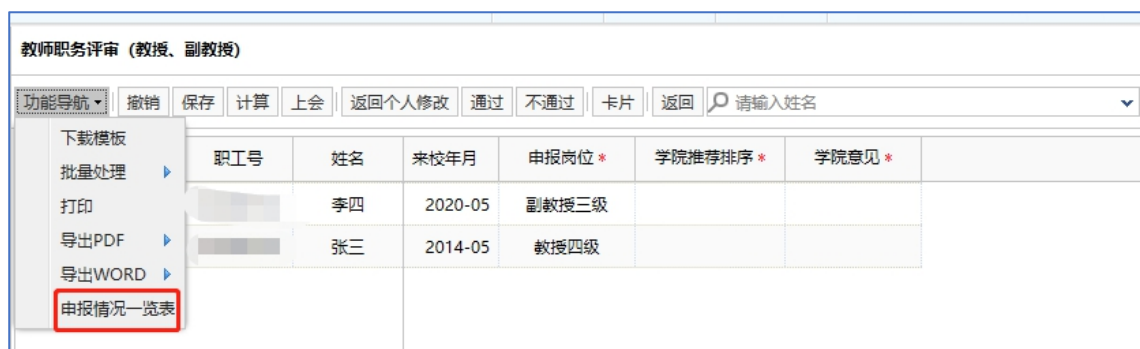 教师职务评审（教授、副教授）
功能导航 撤销 保存 计算 上会 返回个人修改 通过 不通过 卡片 返回 请输入姓名
下载模板
批量处理
打印
导出PDF
导出WORD
申报情况一览表
职工号 姓名 来校年月 申报岗位* 学院推荐排序* 学院意见*
李四 2020-05 副教授三级
张三 2014-05 教授四级